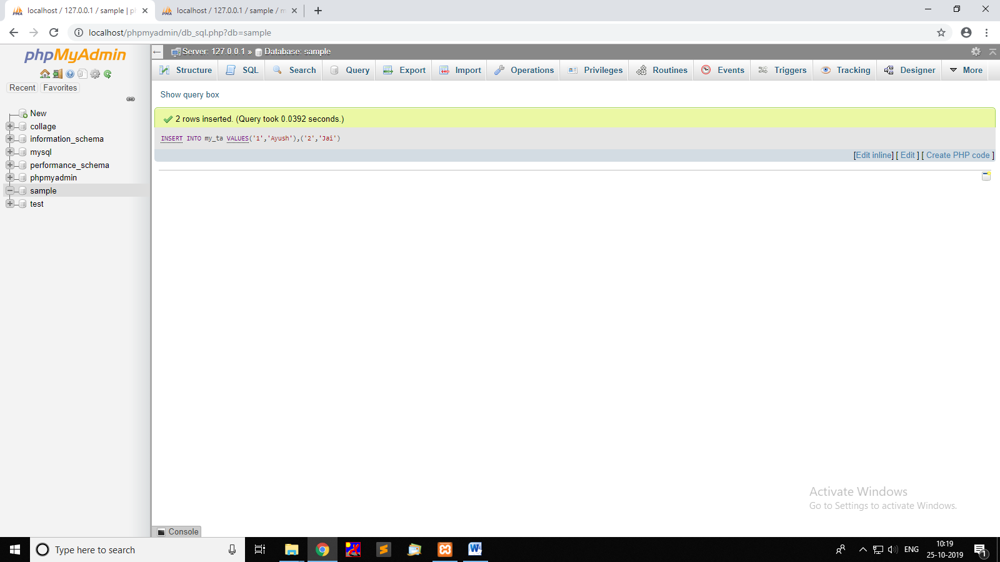 localhost / 127.0.0.1 / sample | p
localhost / 127.0.0.1 / sample / m
localhost/phpmyadmin/db_sql.php?db=sample
phpMyAdmin
Server: 127.0.0.1 » Database: sample
Structure SQL Search Query Export Import Operations Privileges Routines Events Triggers Tracking Designer More
Recent Favorites
Show query box
New
collage
information_schema
mysql
performance_schema
phpmyadmin
sample
test
2 rows inserted. (Query took 0.0392 seconds.)
INSERT INTO my_ta VALUES('1','Ayush'),('2','Jai')
[Edit inline] [ Edit ] [ Create PHP code ]
Activate Windows
Go to Settings to activate Windows.
Console
Type here to search
ENG
10:19
25-10-2019
1